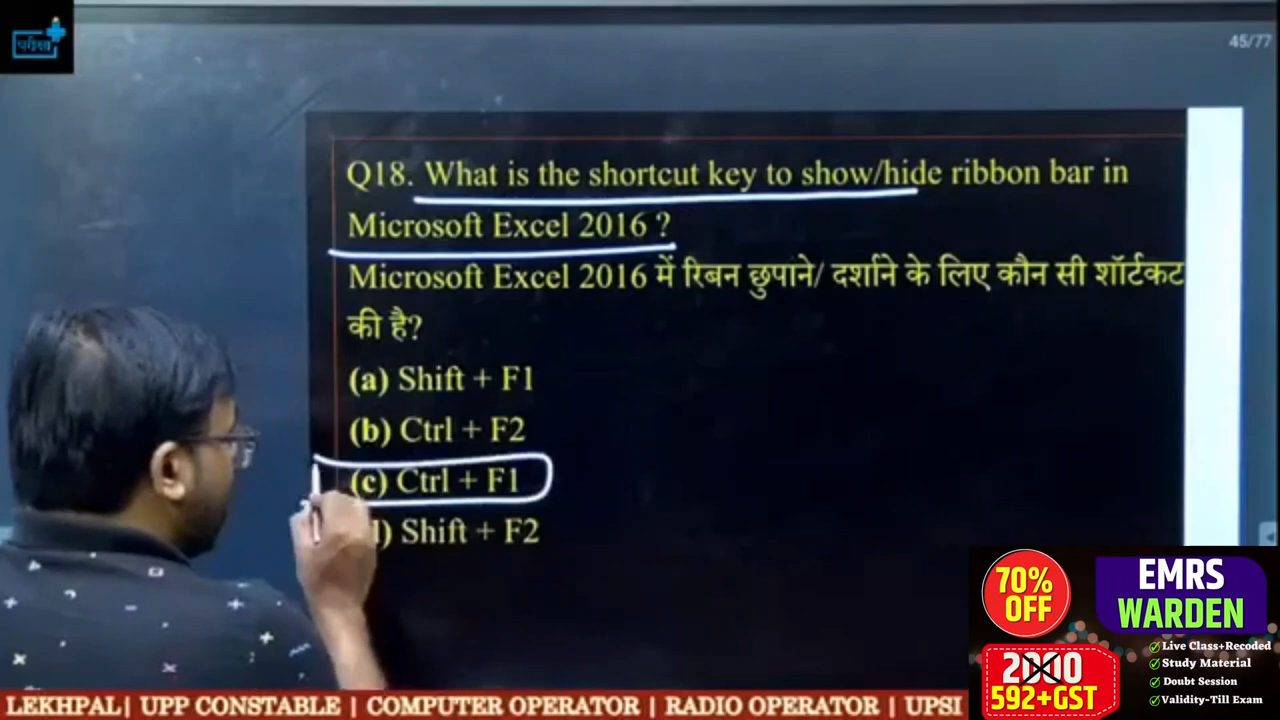 परीक्षा
45/77
Q18. What is the shortcut key to show/hide ribbon bar in
Microsoft Excel 2016 ?
Microsoft Excel 2016 में रिबन छुपाने/ दर्शाने के लिए कौन सी शॉर्टकट
की है?
(a) Shift + F1
(b) Ctrl + F2
(c) Ctrl + F1
d) Shift + F2
70%
OFF
EMRS
WARDEN
2000
592+GST
Live Class+Recoded
Study Material
Doubt Session
Validity-Till Exam
LEKHPAL| UPP CONSTABLE | COMPUTER OPERATOR | RADIO OPERATOR | UPSI